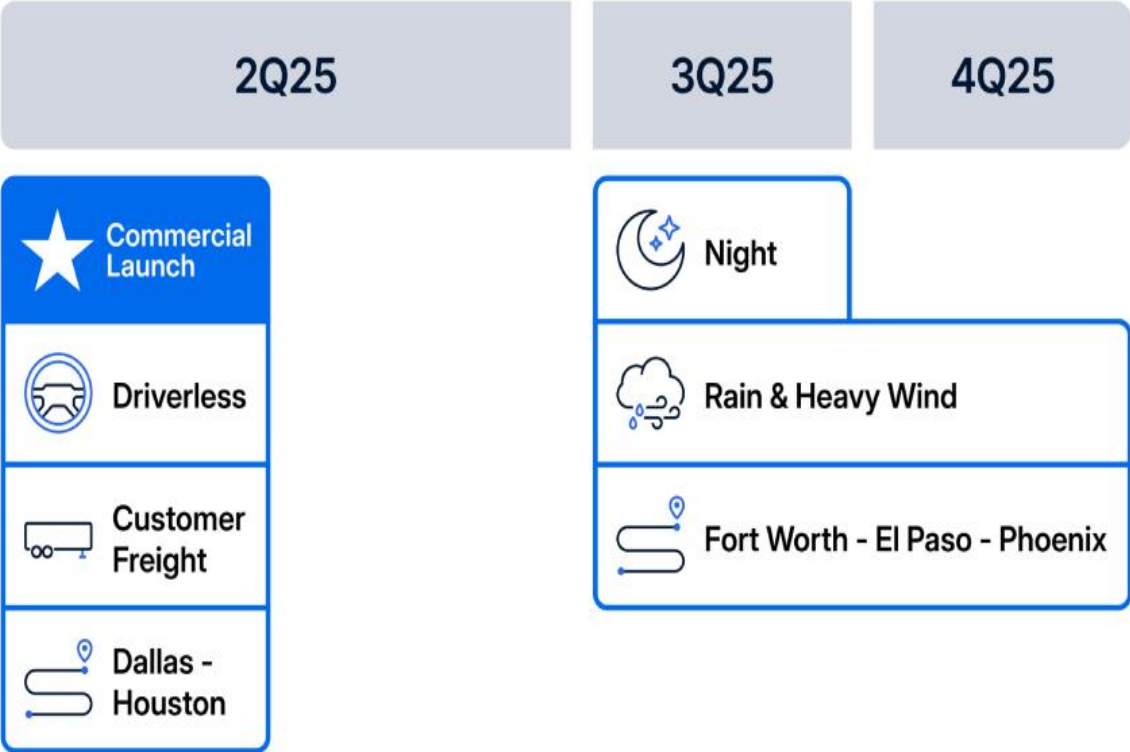 2Q25
3Q25
4Q25
Commercial
Launch
Driverless
Customer
Freight
Dallas -
Houston
Night
Rain & Heavy Wind
Fort Worth - El Paso - Phoenix